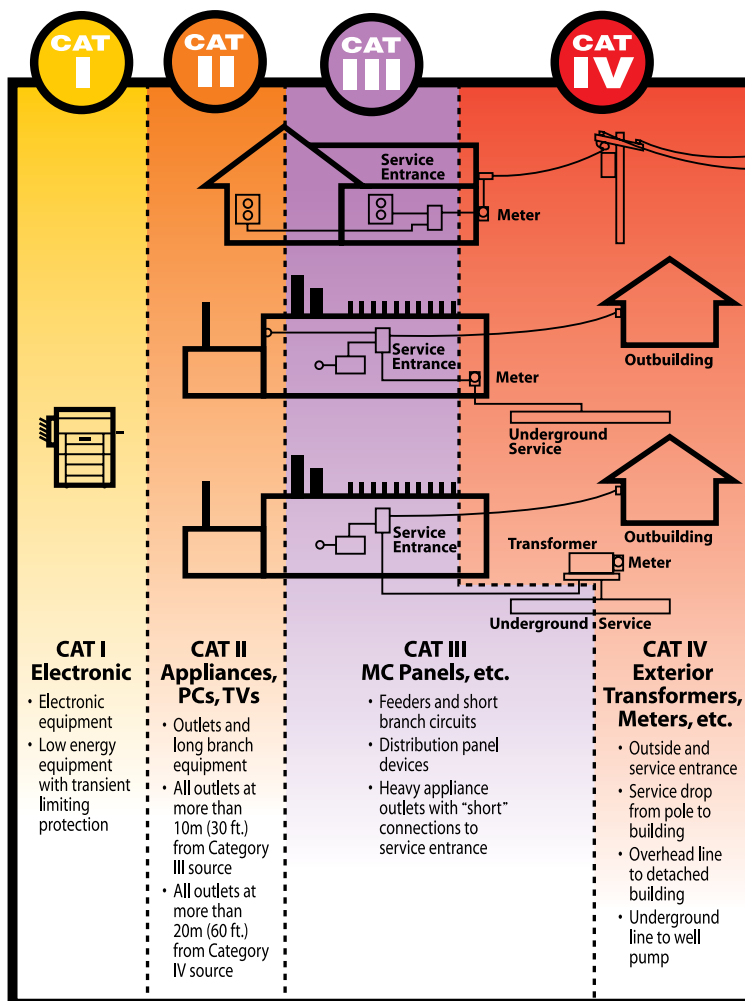 CAT
I
CAT
II
CAT
III
CAT
IV
Service
Entrance
Meter
Service
Entrance
Meter
Outbuilding
Underground
Service
Service
Entrance
Outbuilding
Transformer
Meter
Underground Service
CAT I
Electronic
• Electronic
equipment
• Low energy
equipment
with transient
limiting
protection
CAT II
Appliances,
PCs, TVs
• Outlets and
long branch
equipment
• All outlets at
more than
10m (30 ft.)
from Category
III source
• All outlets at
more than
20m (60 ft.)
from Category
IV source
CAT III
MC Panels, etc.
• Feeders and short
branch circuits
• Distribution panel
devices
• Heavy appliance
outlets with “short”
connections to
service entrance
CAT IV
Exterior
Transformers,
Meters, etc.
• Outside and
service entrance
• Service drop
from pole to
building
• Overhead line
to detached
building
• Underground
line to well
pump